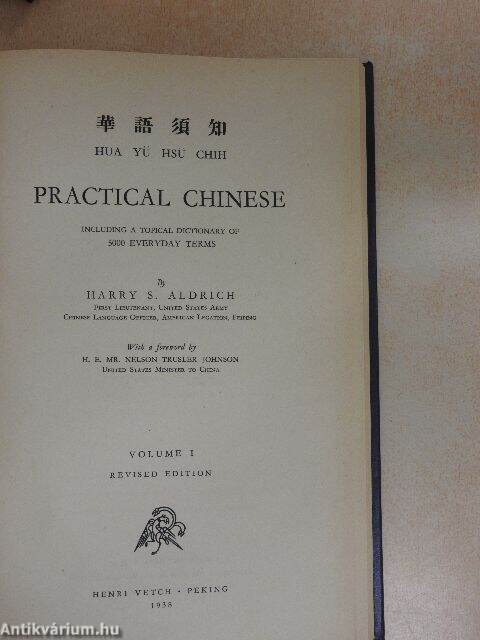 華語須知
HUA YÜ HSÜ CHIH
PRACTICAL CHINESE
INCLUDING A TOPICAL DICTIONARY OF
5000 EVERYDAY TERMS
By
HARRY S. ALDRICH
First Lieutenant, United States Army
Chinese Language Officer, American Legation, Peiping
With a foreword by
H. E. MR. NELSON TRUSLER JOHNSON
United States Minister to China
VOLUME I
REVISED EDITION
HENRI VETCH · PEKING
1938
Antikvárium.hu